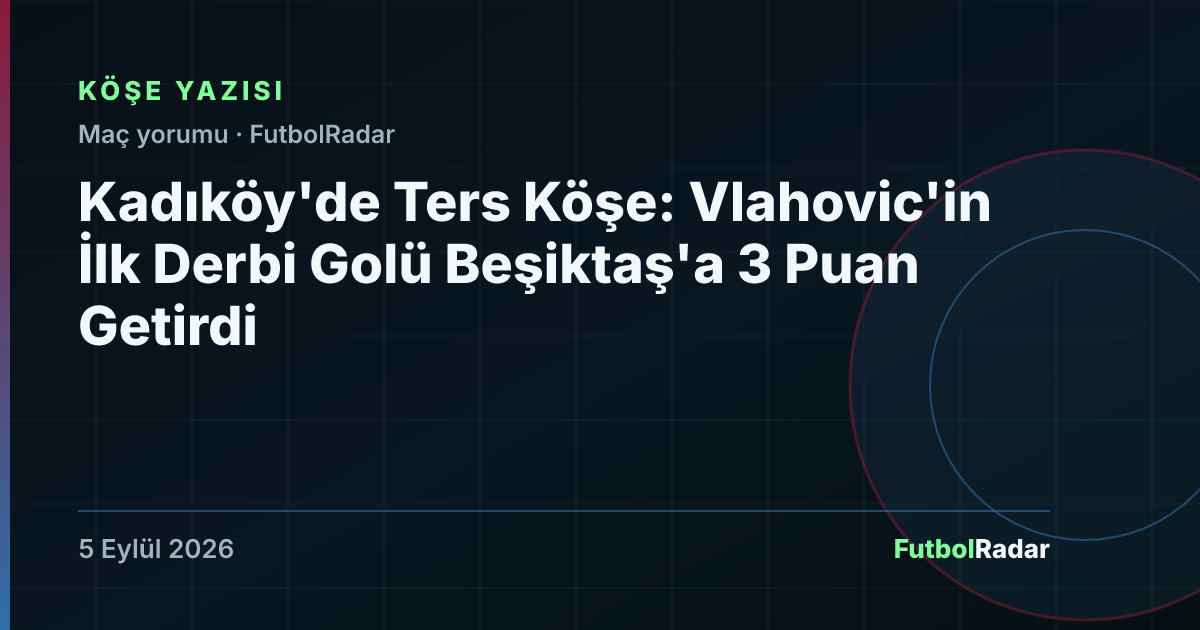 KÖŞE YAZISI
Maç yorumu · FutbolRadar
Kadıköy'de Ters Köşe: Vlahovic'in
İlk Derbi Golü Beşiktaş'a 3 Puan
Getirdi
5 Eylül 2026
FutbolRadar